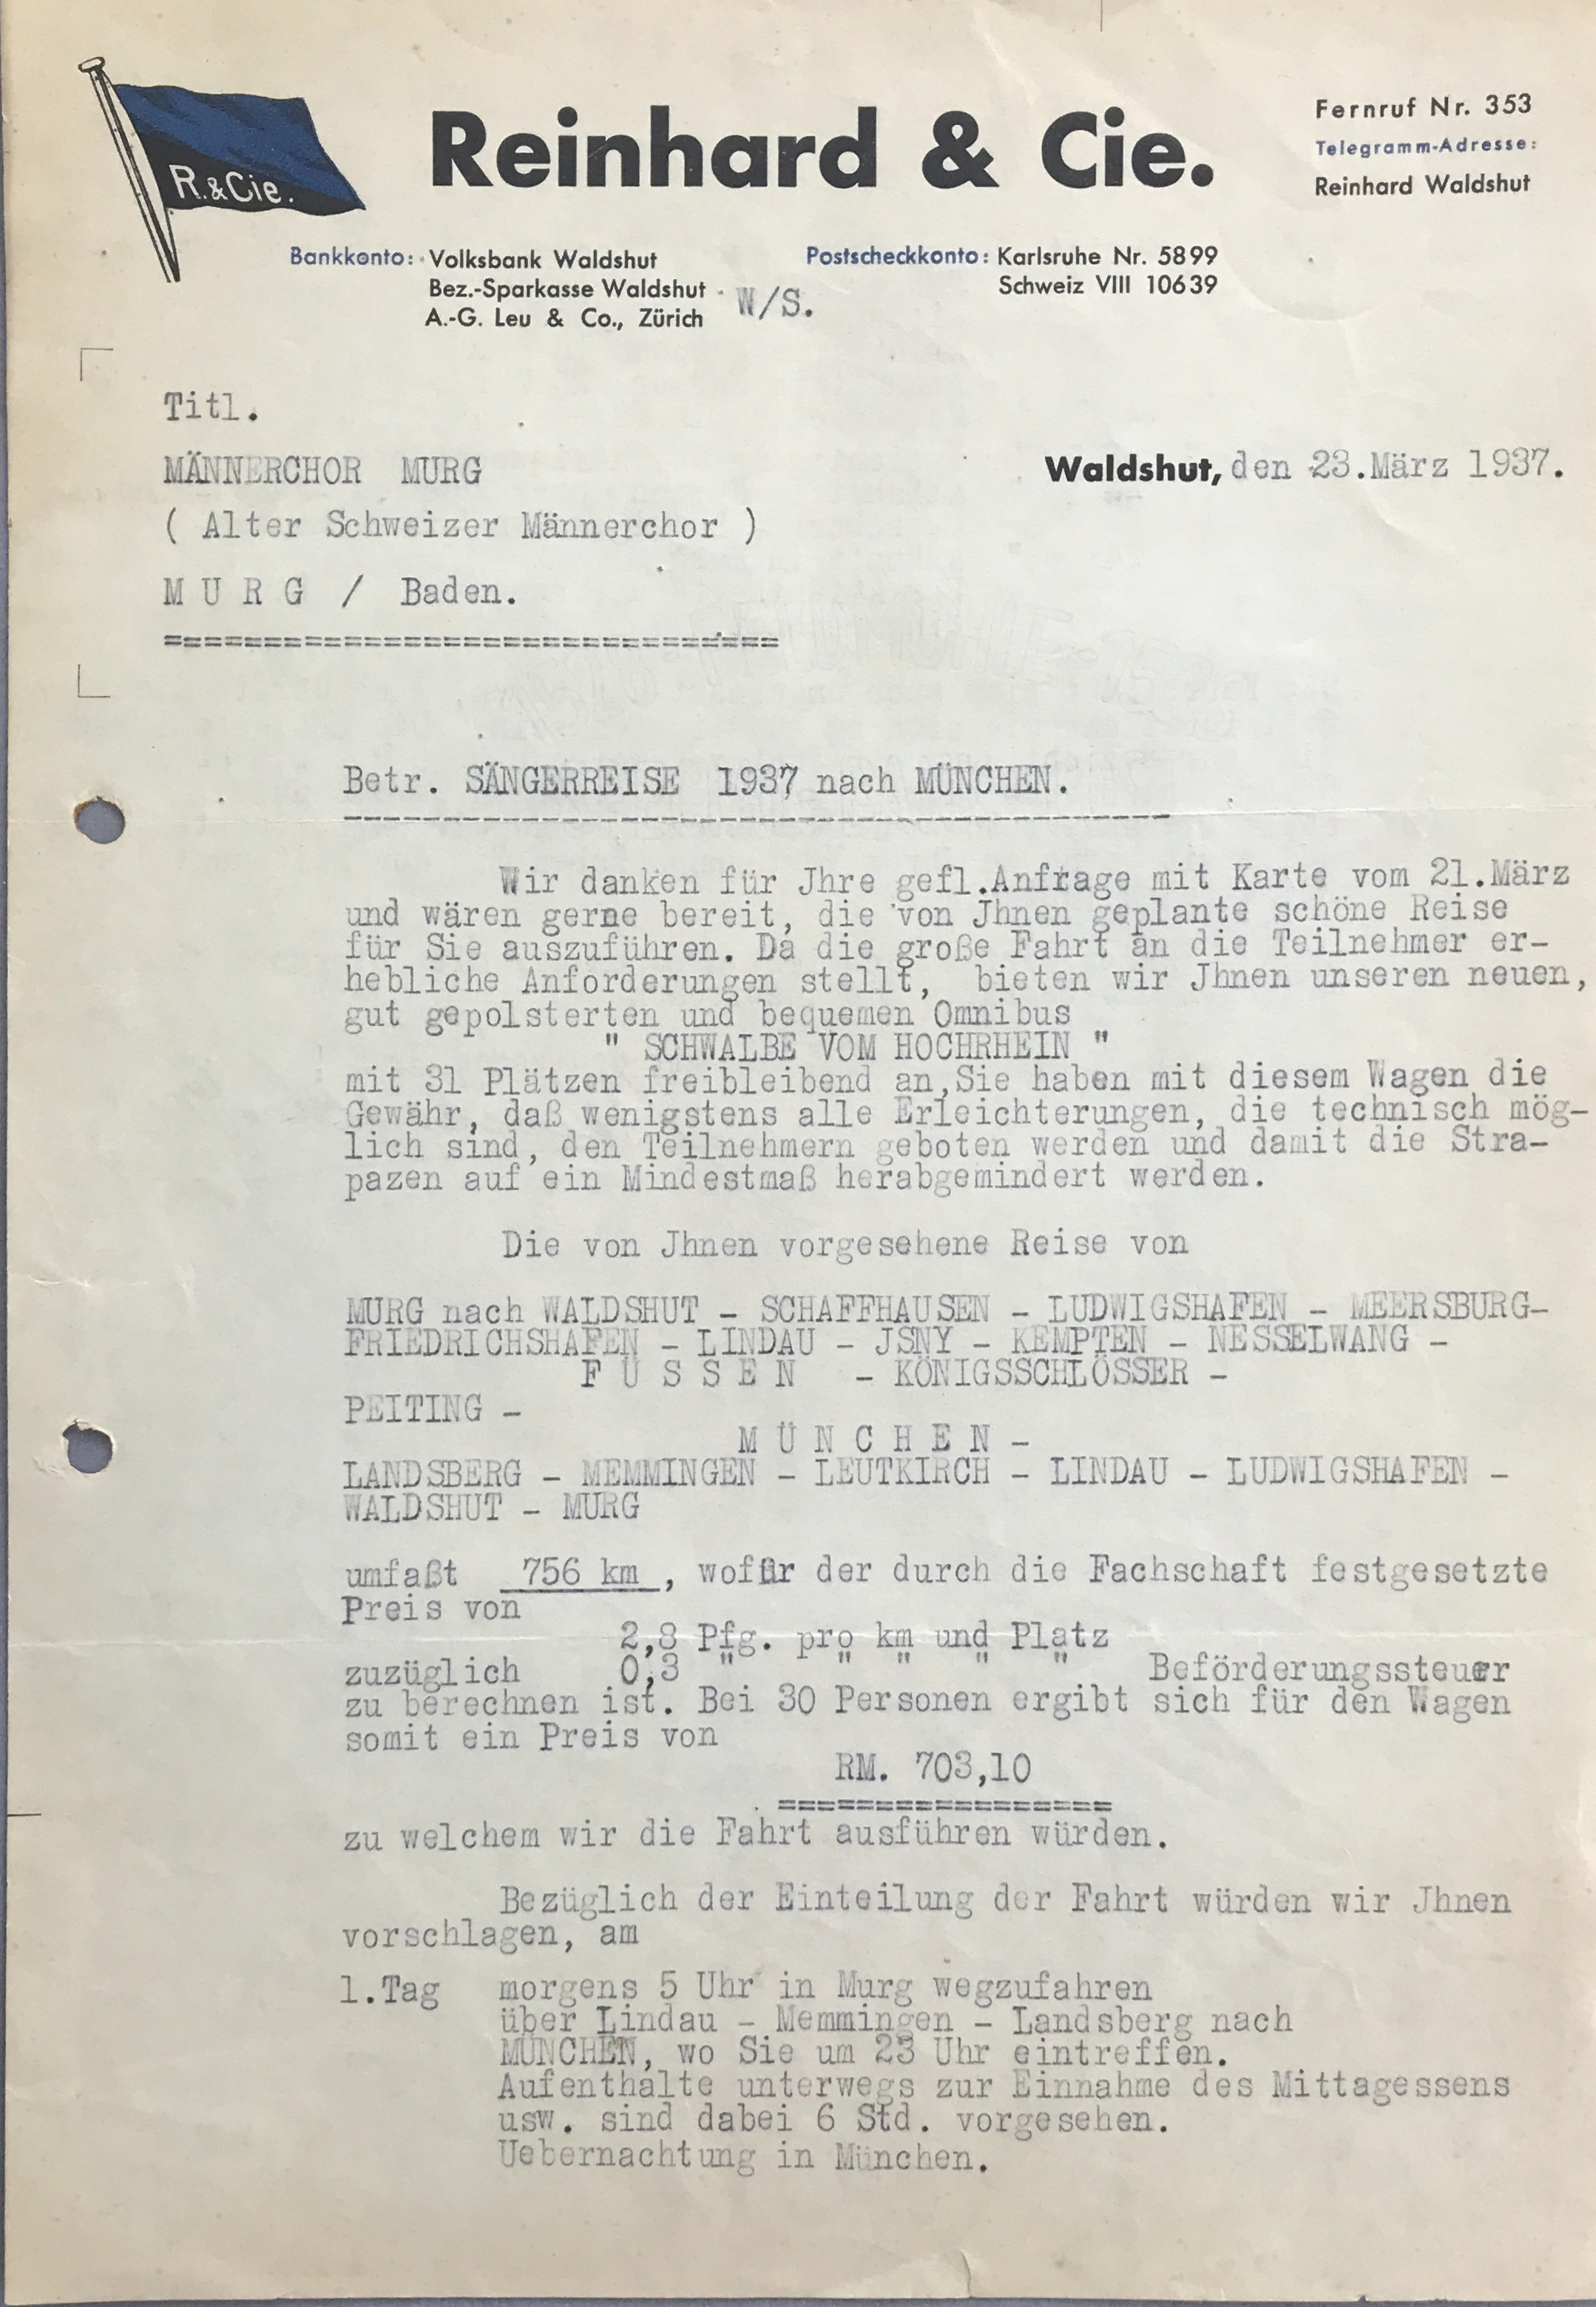 R.&Cie.
Reinhard & Cie.
Fernruf Nr. 353
Telegramm-Adresse:
Reinhard Waldshut
Bankkonto: Volksbank Waldshut
Bez.-Sparkasse Waldshut
A.-G. Leu & Co., Zürich
Postscheckkonto: Karlsruhe Nr. 5899
Schweiz VIII 10639
W/S.
Titl.
MÄNNERCHOR MURG
Waldshut, den 23.März 1937.
( Alter Schweizer Männerchor )
M U R G / Baden.
===============================
Betr. SÄNGERREISE 1937 nach MÜNCHEN.
------------------------------------------
Wir danken für Jhre gefl.Anfrage mit Karte vom 21.März
und wären gerne bereit, die von Jhnen geplante schöne Reise
für Sie auszuführen. Da die große Fahrt an die Teilnehmer er-
hebliche Anforderungen stellt, bieten wir Jhnen unseren neuen,
gut gepolsterten und bequemen Omnibus
" SCHWALBE VOM HOCHRHEIN "
mit 31 Plätzen freibleibend an,Sie haben mit diesem Wagen die
Gewähr, daß wenigstens alle Erleichterungen, die technisch mög-
lich sind, den Teilnehmern geboten werden und damit die Stra-
pazen auf ein Mindestmaß herabgemindert werden.
Die von Jhnen vorgesehene Reise von
MURG nach WALDSHUT - SCHAFFHAUSEN - LUDWIGSHAFEN - MEERSBURG-
FRIEDRICHSHAFEN - LINDAU - JSNY - KEMPTEN - NESSELWANG -
F Ü S S E N - KÖNIGSSCHLÖSSER -
PEITING -
M Ü N C H E N -
LANDSBERG - MEMMINGEN - LEUTKIRCH - LINDAU - LUDWIGSHAFEN -
WALDSHUT - MURG
umfaßt 756 km , wofür der durch die Fachschaft festgesetzte
Preis von
2,8 Pfg. pro km und Platz
zuzüglich 0,3 " " " " " Beförderungssteuer
zu berechnen ist. Bei 30 Personen ergibt sich für den Wagen
somit ein Preis von
RM. 703,10
=================
zu welchem wir die Fahrt ausführen würden.
Bezüglich der Einteilung der Fahrt würden wir Jhnen
vorschlagen, am
1.Tag morgens 5 Uhr in Murg wegzufahren
über Lindau - Memmingen - Landsberg nach
MÜNCHEN, wo Sie um 23 Uhr eintreffen.
Aufenthalte unterwegs zur Einnahme des Mittagessens
usw. sind dabei 6 Std. vorgesehen.
Uebernachtung in München.